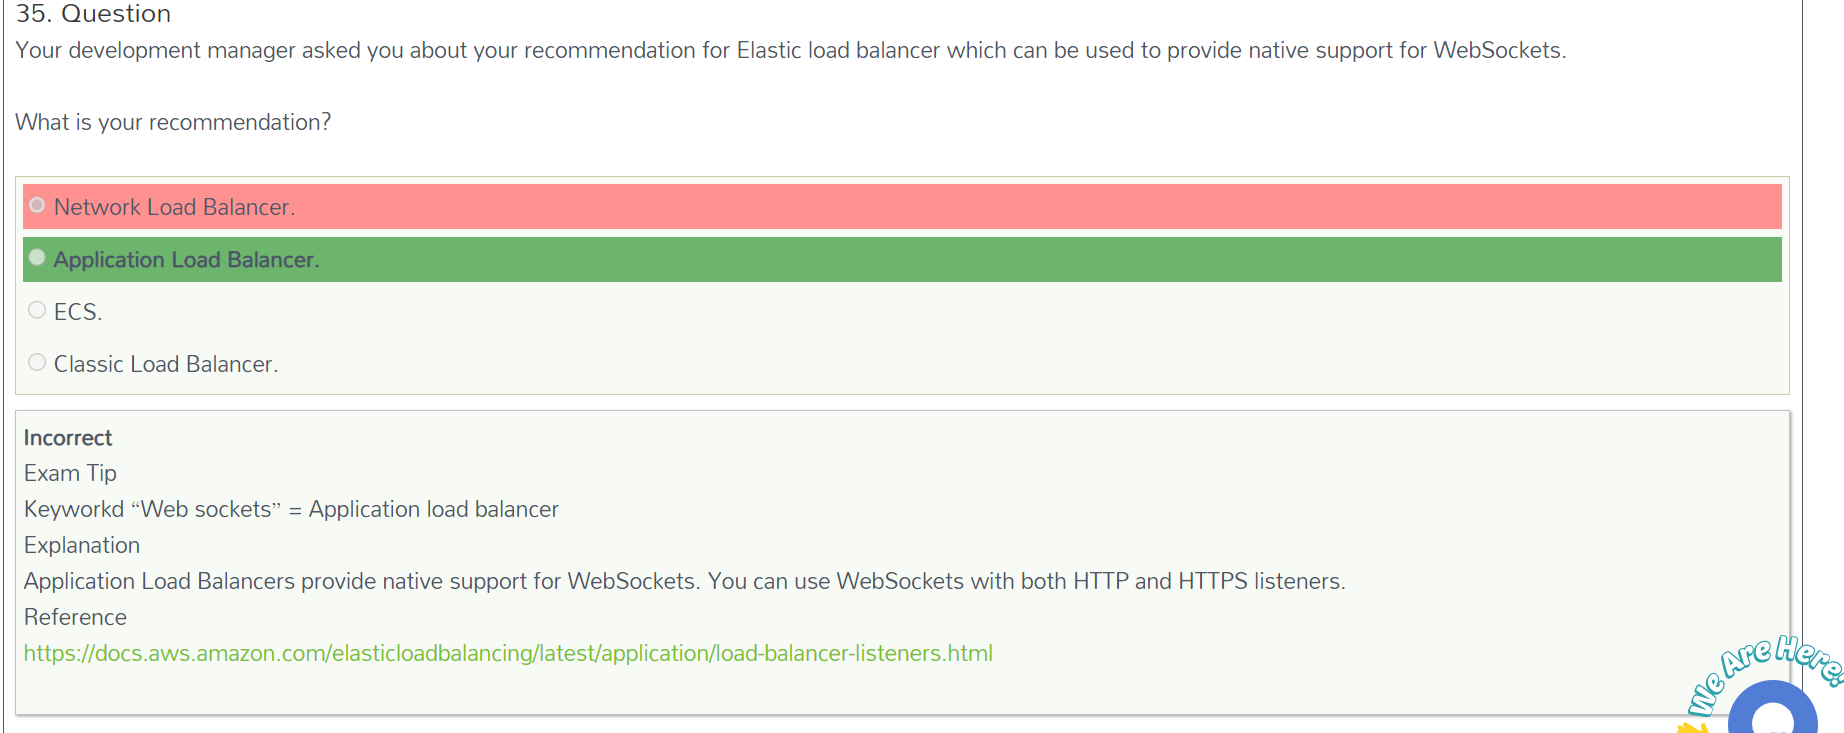 35. Question
Your development manager asked you about your recommendation for Elastic load balancer which can be used to provide native support for WebSockets.
What is your recommendation?
Network Load Balancer.
Application Load Balancer.
ECS.
Classic Load Balancer.
Incorrect
Exam Tip
Keyworkd “Web sockets” = Application load balancer
Explanation
Application Load Balancers provide native support for WebSockets. You can use WebSockets with both HTTP and HTTPS listeners.
Reference
https://docs.aws.amazon.com/elasticloadbalancing/latest/application/load-balancer-listeners.html
We Are Here!